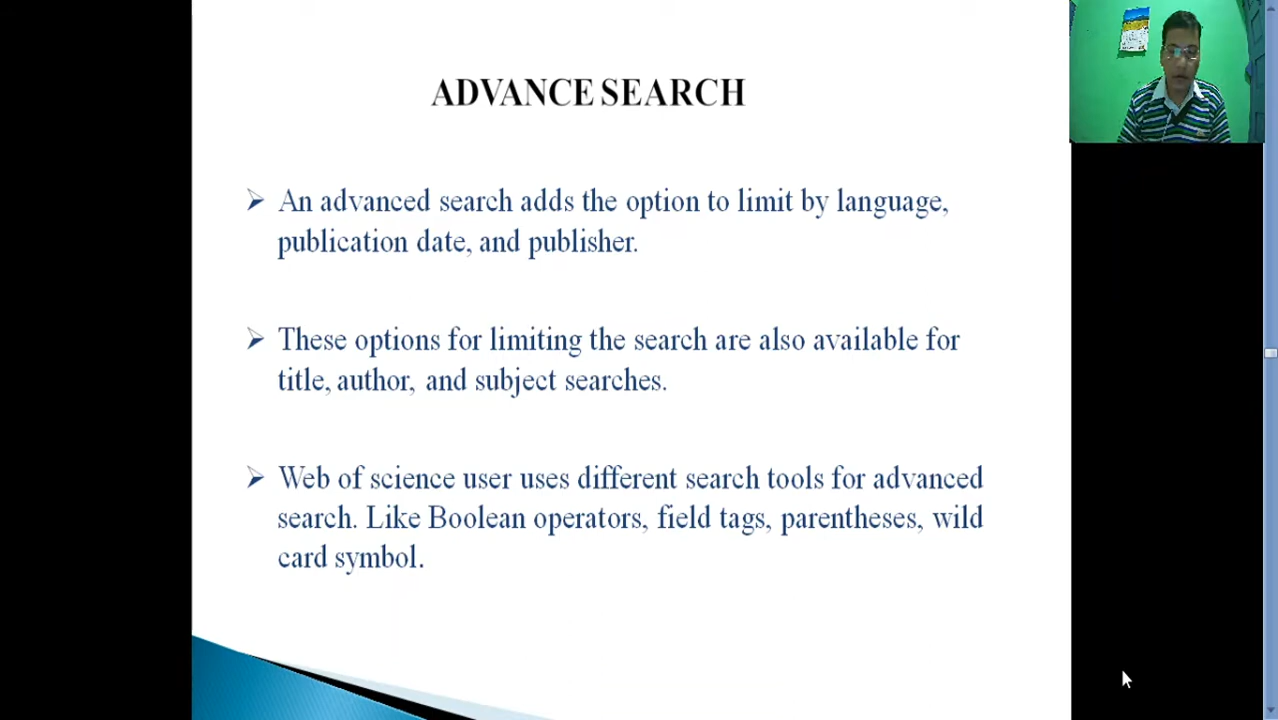 ADVANCE SEARCH
An advanced search adds the option to limit by language,
publication date, and publisher.
These options for limiting the search are also available for
title, author, and subject searches.
Web of science user uses different search tools for advanced
search. Like Boolean operators, field tags, parentheses, wild
card symbol.